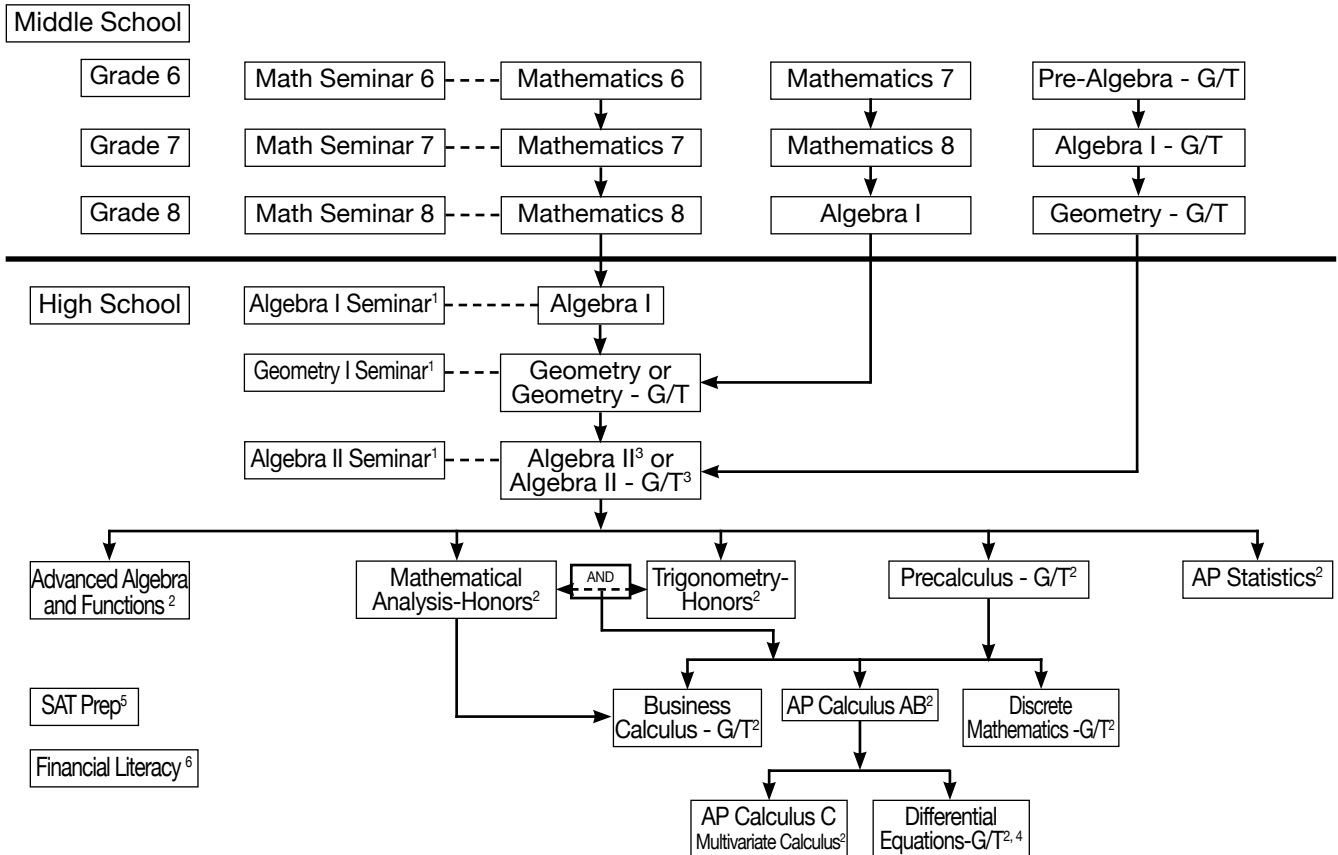 Middle School
Grade 6
Math Seminar 6
Mathematics 6
Mathematics 7
Pre-Algebra - G/T
Grade 7
Math Seminar 7
Mathematics 7
Mathematics 8
Algebra I - G/T
Grade 8
Math Seminar 8
Mathematics 8
Algebra I
Geometry - G/T
High School
Algebra I Seminar¹
Algebra I
Geometry I Seminar¹
Geometry or
Geometry - G/T
Algebra II Seminar¹
Algebra II³ or
Algebra II - G/T³
Advanced Algebra
and Functions ²
Mathematical
Analysis-Honors²
AND
Trigonometry-
Honors²
Precalculus - G/T²
AP Statistics²
SAT Prep⁵
Business
Calculus - G/T²
AP Calculus AB²
Discrete
Mathematics -G/T²
Financial Literacy ⁶
AP Calculus C
Multivariate Calculus²
Differential
Equations-G/T²˒ ⁴